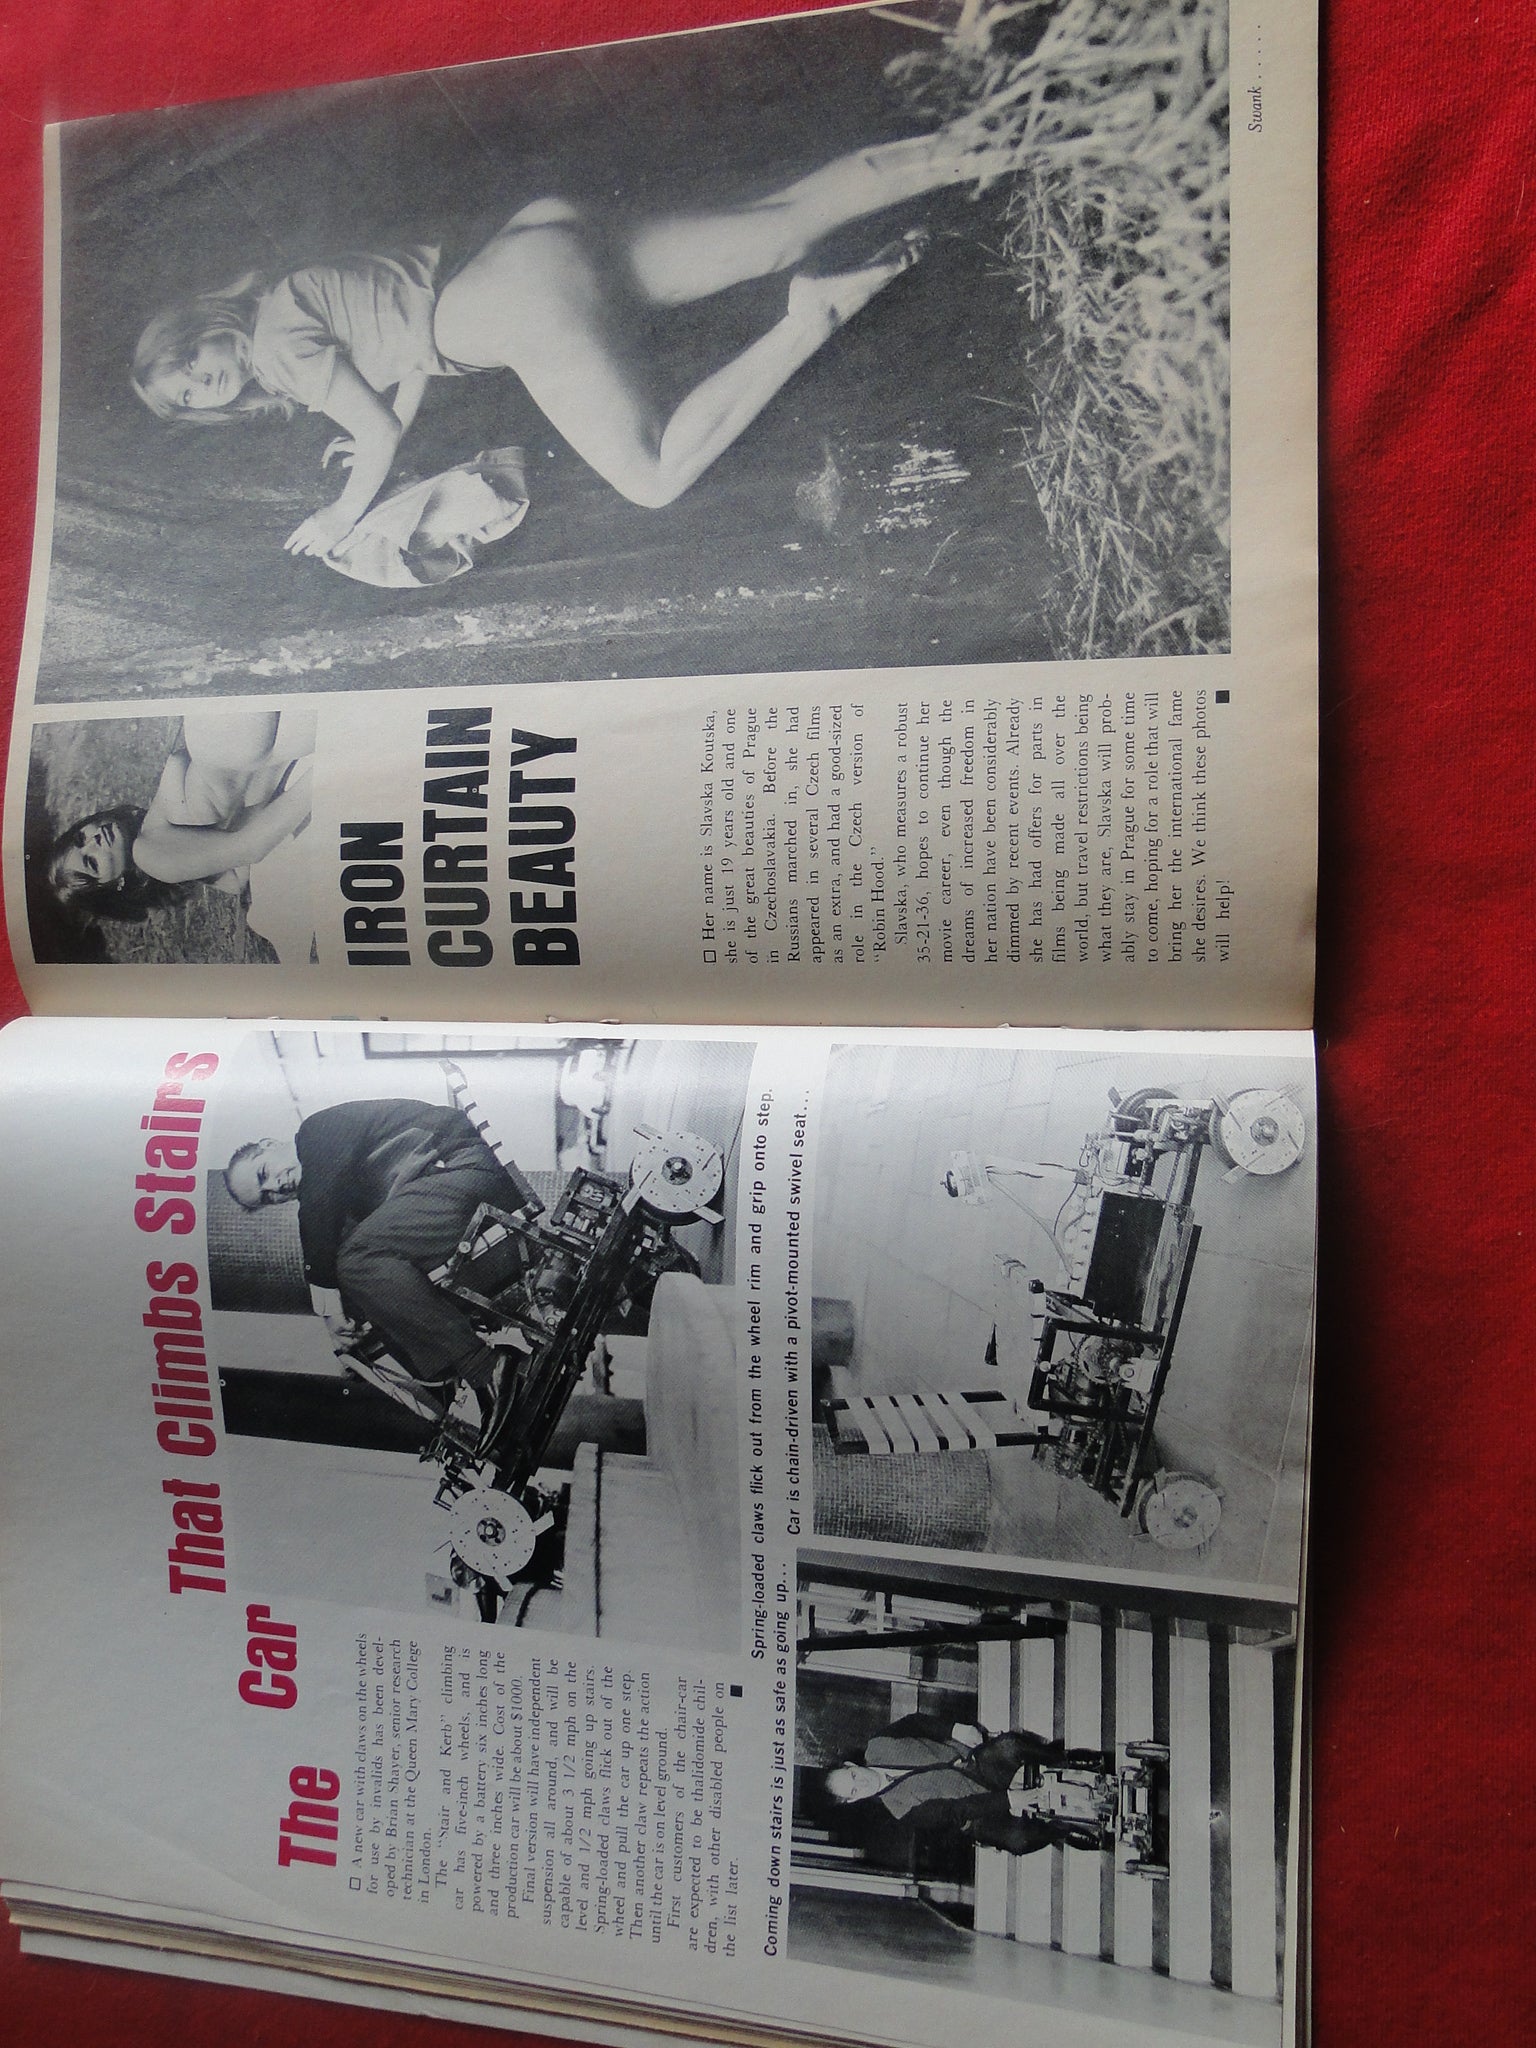 The Car That Climbs Stairs
□ A new car with claws on the wheels
for use by invalids has been devel-
oped by Brian Shayer, senior research
technician at the Queen Mary College
in London.
The "Stair and Kerb" climbing
car has five-inch wheels, and is
powered by a battery six inches long
and three inches wide. Cost of the
production car will be about $1000.
Final version will have independent
suspension all around, and will be
capable of about 3 1/2 mph on the
level and 1/2 mph going up stairs.
Spring-loaded claws flick out of the
wheel and pull the car up one step.
Then another claw repeats the action
until the car is on level ground.
First customers of the chair-car
are expected to be thalidomide chil-
dren, with other disabled people on
the list later. ■
L
Spring-loaded claws flick out from the wheel rim and grip onto step.
Coming down stairs is just as safe as going up...
Car is chain-driven with a pivot-mounted swivel seat...
IRON
CURTAIN
BEAUTY
□ Her name is Slavska Koutska,
she is just 19 years old and one
of the great beauties of Prague
in Czechoslavakia. Before the
Russians marched in, she had
appeared in several Czech films
as an extra, and had a good-sized
role in the Czech version of
"Robin Hood."
Slavska, who measures a robust
35-21-36, hopes to continue her
movie career, even though the
dreams of increased freedom in
her nation have been considerably
dimmed by recent events. Already
she has had offers for parts in
films being made all over the
world, but travel restrictions being
what they are, Slavska will prob-
ably stay in Prague for some time
to come, hoping for a role that will
bring her the international fame
she desires. We think these photos
will help! ■
Swank . . . . . .